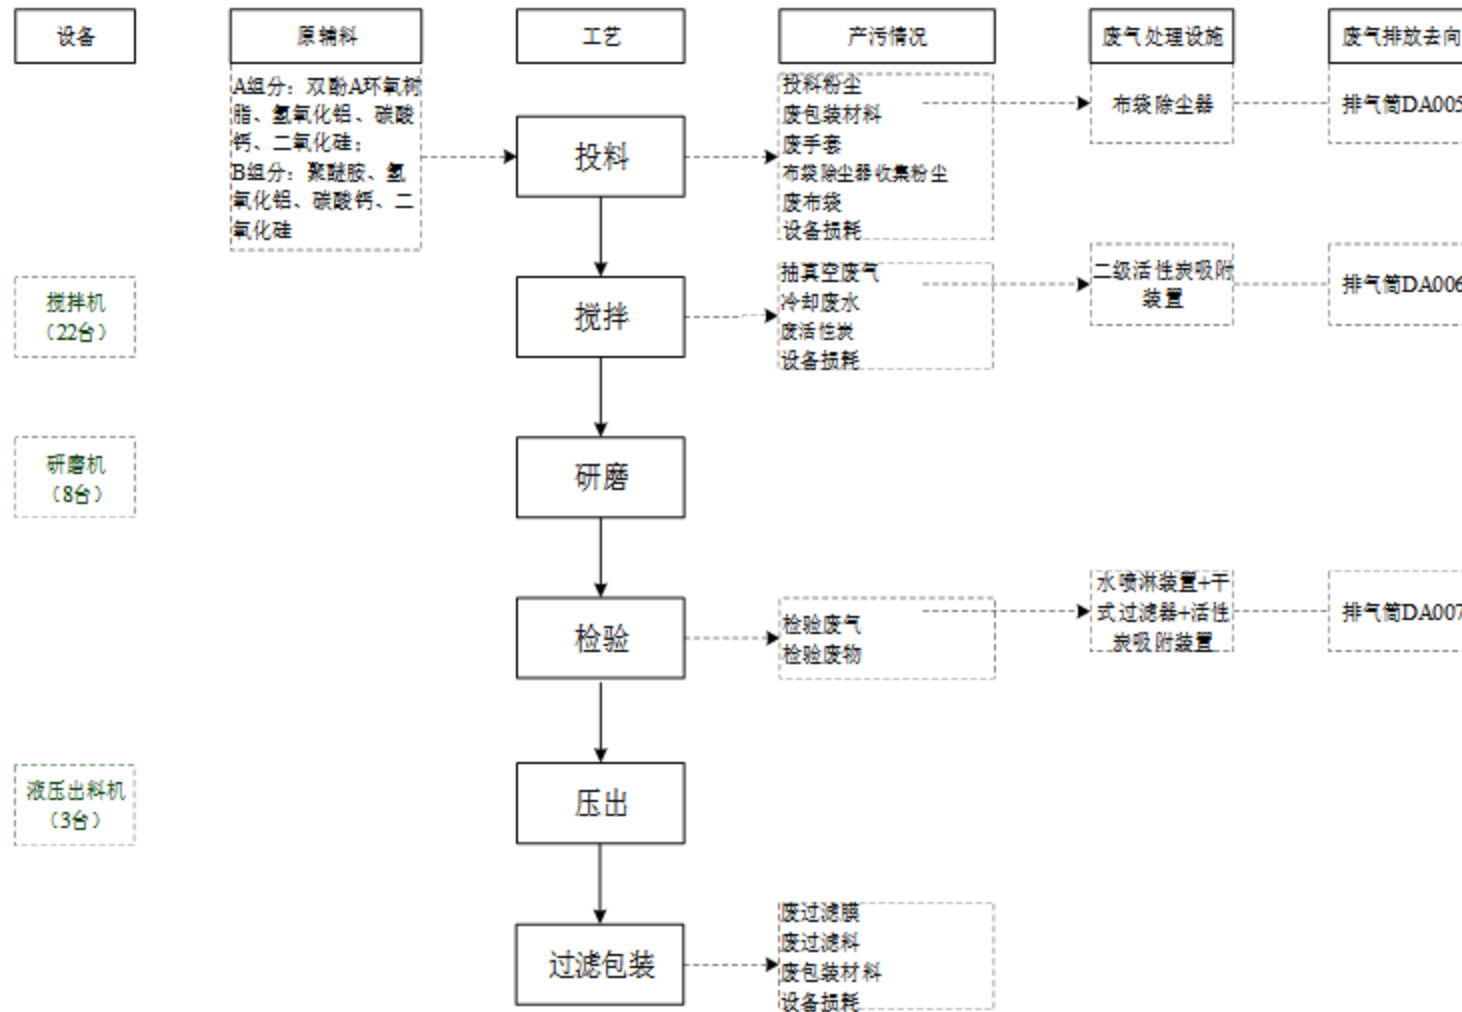 设备
原辅料
工艺
产污情况
废气处理设施
废气排放去向
A组分：双酚A环氧树
脂、氢氧化铝、碳酸
钙、二氧化硅；
B组分：聚醚胺、氢
氧化铝、碳酸钙、二
氧化硅
投料
投料粉尘
废包装材料
废手套
布袋除尘器收集粉尘
废布袋
设备损耗
布袋除尘器
排气筒DA005
搅拌机
（22台）
搅拌
抽真空废气
冷却废水
废活性炭
设备损耗
二级活性炭吸附
装置
排气筒DA006
研磨机
（8台）
研磨
检验
检验废气
检验废物
水喷淋装置+干
式过滤器+活性
炭吸附装置
排气筒DA007
液压出料机
（3台）
压出
过滤包装
废过滤膜
废过滤料
废包装材料
设备损耗